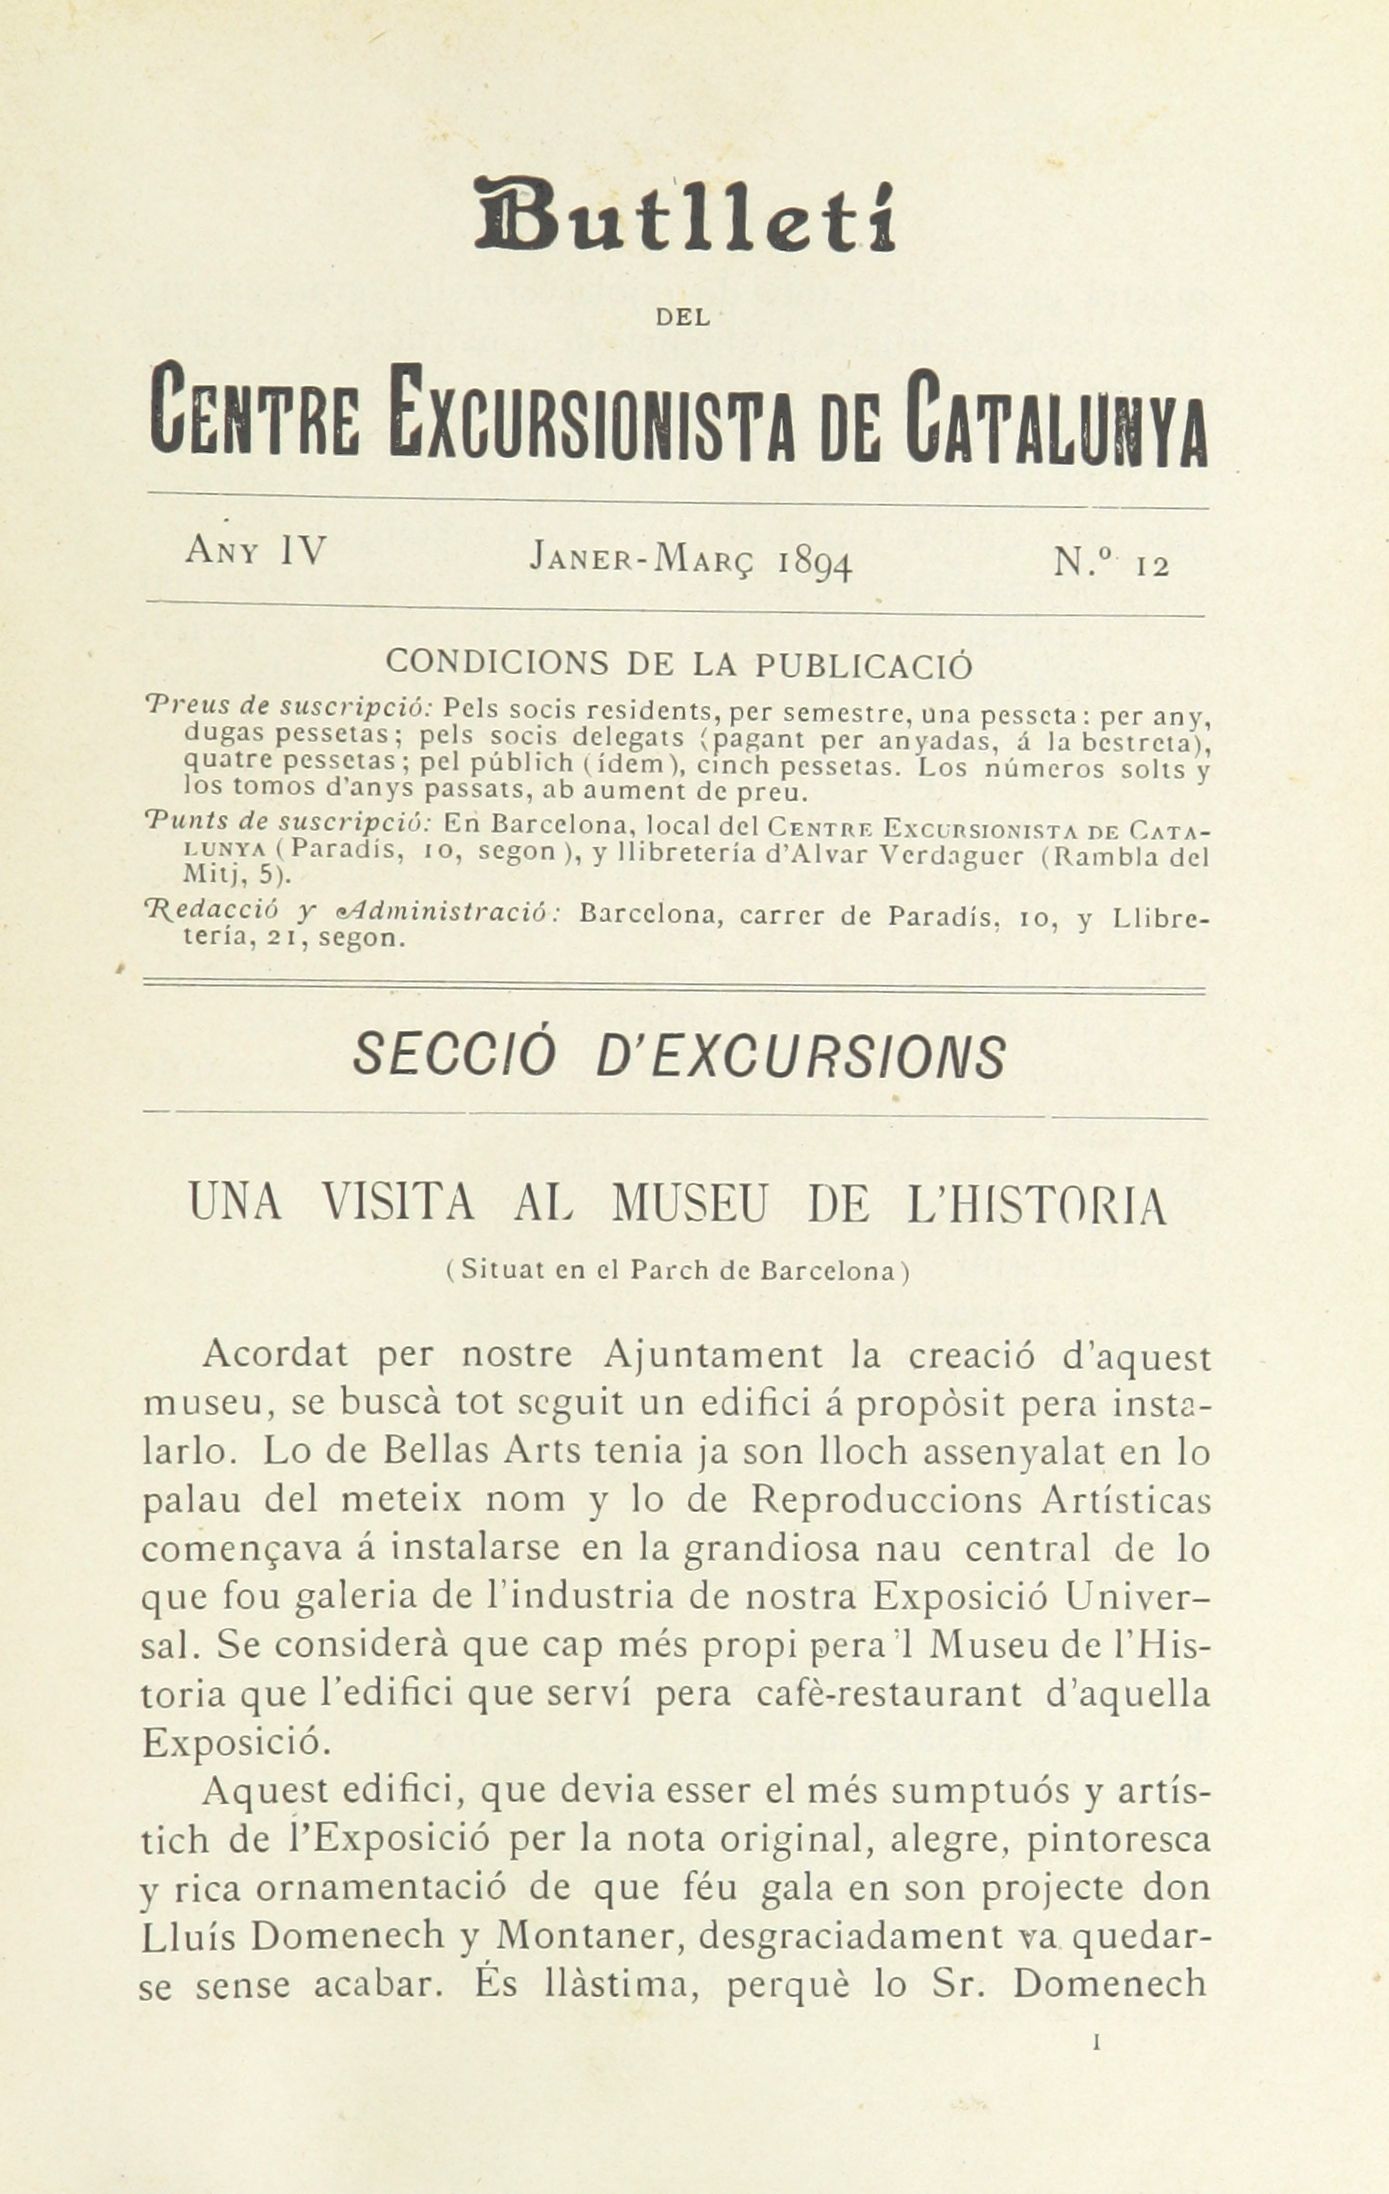 Butlletí
DEL
CENTRE EXCURSIONISTA DE CATALUNYA
ANY IV JANER-MARÇ 1894 N.º 12
CONDICIONS DE LA PUBLICACIÓ
Preus de suscripció: Pels socis residents, per semestre, una pesseta: per any,
dugas pessetas; pels socis delegats (pagant per anyadas, á la bestreta),
quatre pessetas; pel públich (ídem), cinch pessetas. Los números solts y
los tomos d'anys passats, ab aument de preu.
Punts de suscripció: En Barcelona, local del CENTRE EXCURSIONISTA DE CATA-
LUNYA (Paradís, 10, segon), y llibretería d'Alvar Verdaguer (Rambla del
Mitj, 5).
Redacció y Administració: Barcelona, carrer de Paradís, 10, y Llibre-
tería, 21, segon.
SECCIÓ D'EXCURSIONS
UNA VISITA AL MUSEU DE L'HISTORIA
(Situat en el Parch de Barcelona)
Acordat per nostre Ajuntament la creació d'aquest
museu, se buscà tot seguit un edifici á propòsit pera insta-
larlo. Lo de Bellas Arts tenia ja son lloch assenyalat en lo
palau del meteix nom y lo de Reproduccions Artísticas
començava á instalarse en la grandiosa nau central de lo
que fou galeria de l'industria de nostra Exposició Univer-
sal. Se considerà que cap més propi pera'l Museu de l'His-
toria que l'edifici que serví pera cafè-restaurant d'aquella
Exposició.
Aquest edifici, que devia esser el més sumptuós y artís-
tich de l'Exposició per la nota original, alegre, pintoresca
y rica ornamentació de que féu gala en son projecte don
Lluís Domenech y Montaner, desgraciadament va quedar-
se sense acabar. És llàstima, perquè lo Sr. Domenech
1